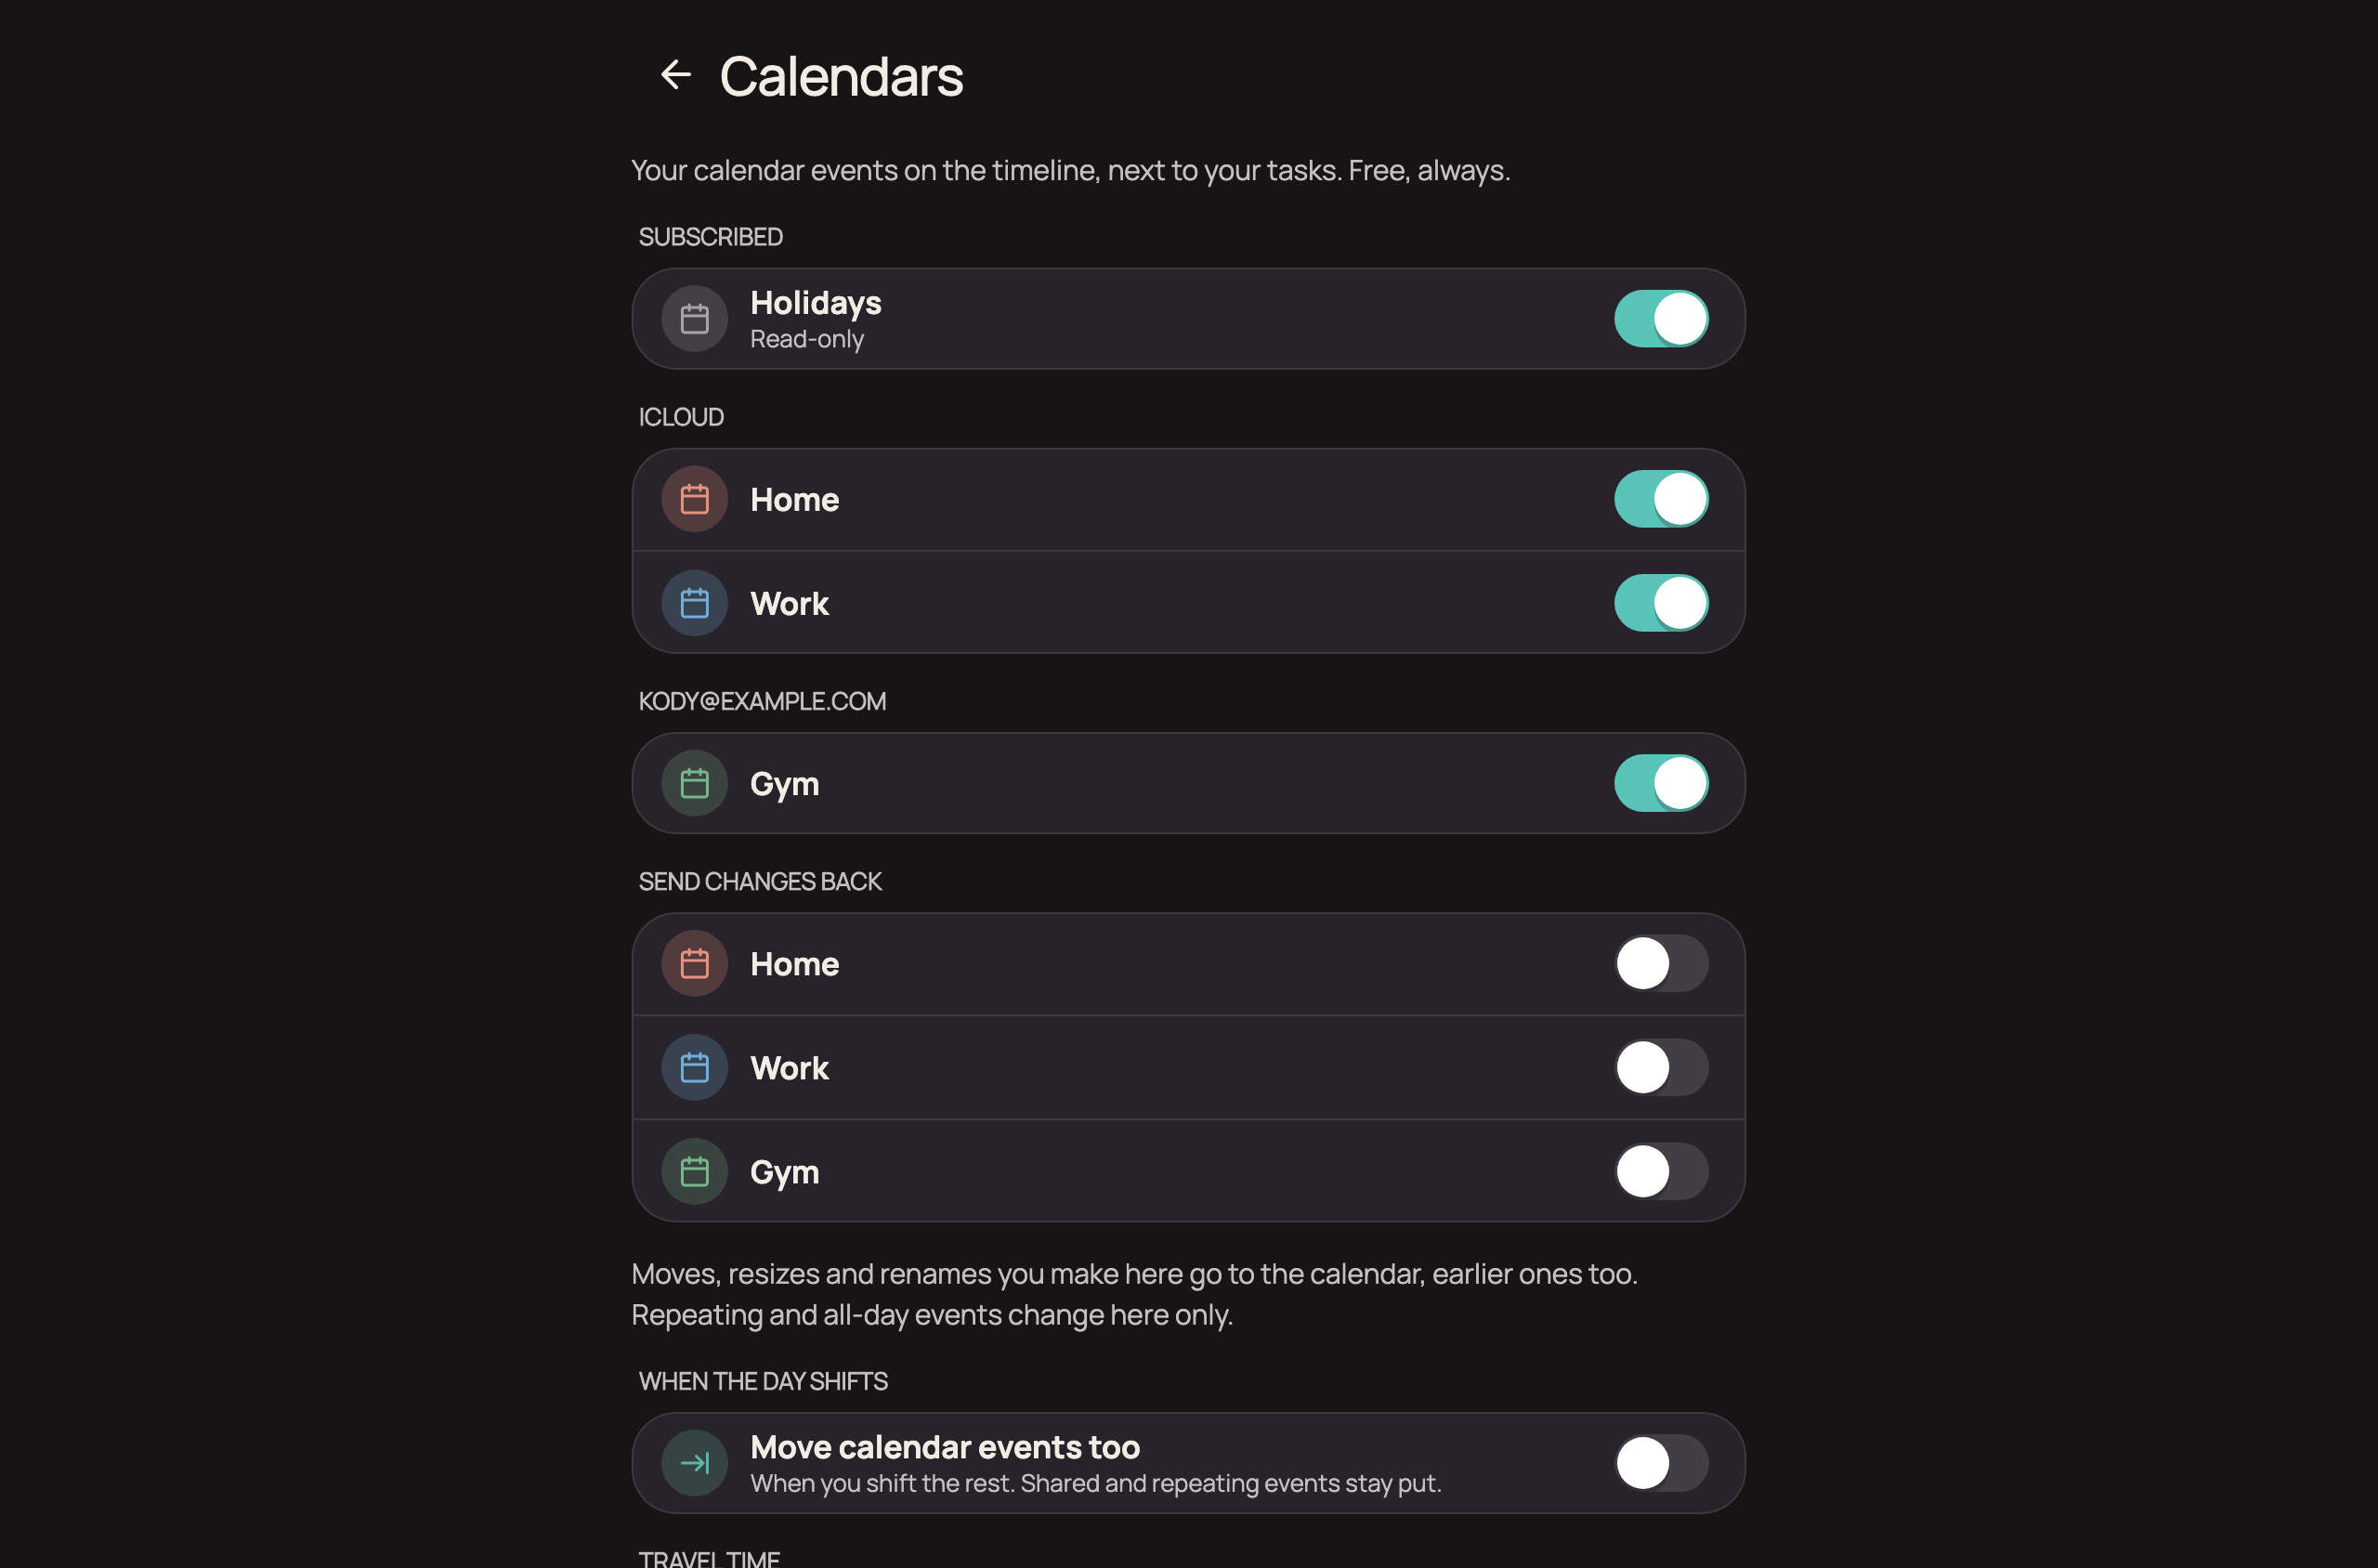 Calendars
Your calendar events on the timeline, next to your tasks. Free, always.
SUBSCRIBED
Holidays
Read-only
ICLOUD
Home
Work
KODY@EXAMPLE.COM
Gym
SEND CHANGES BACK
Home
Work
Gym
Moves, resizes and renames you make here go to the calendar, earlier ones too.
Repeating and all-day events change here only.
WHEN THE DAY SHIFTS
Move calendar events too
When you shift the rest. Shared and repeating events stay put.
TRAVEL TIME